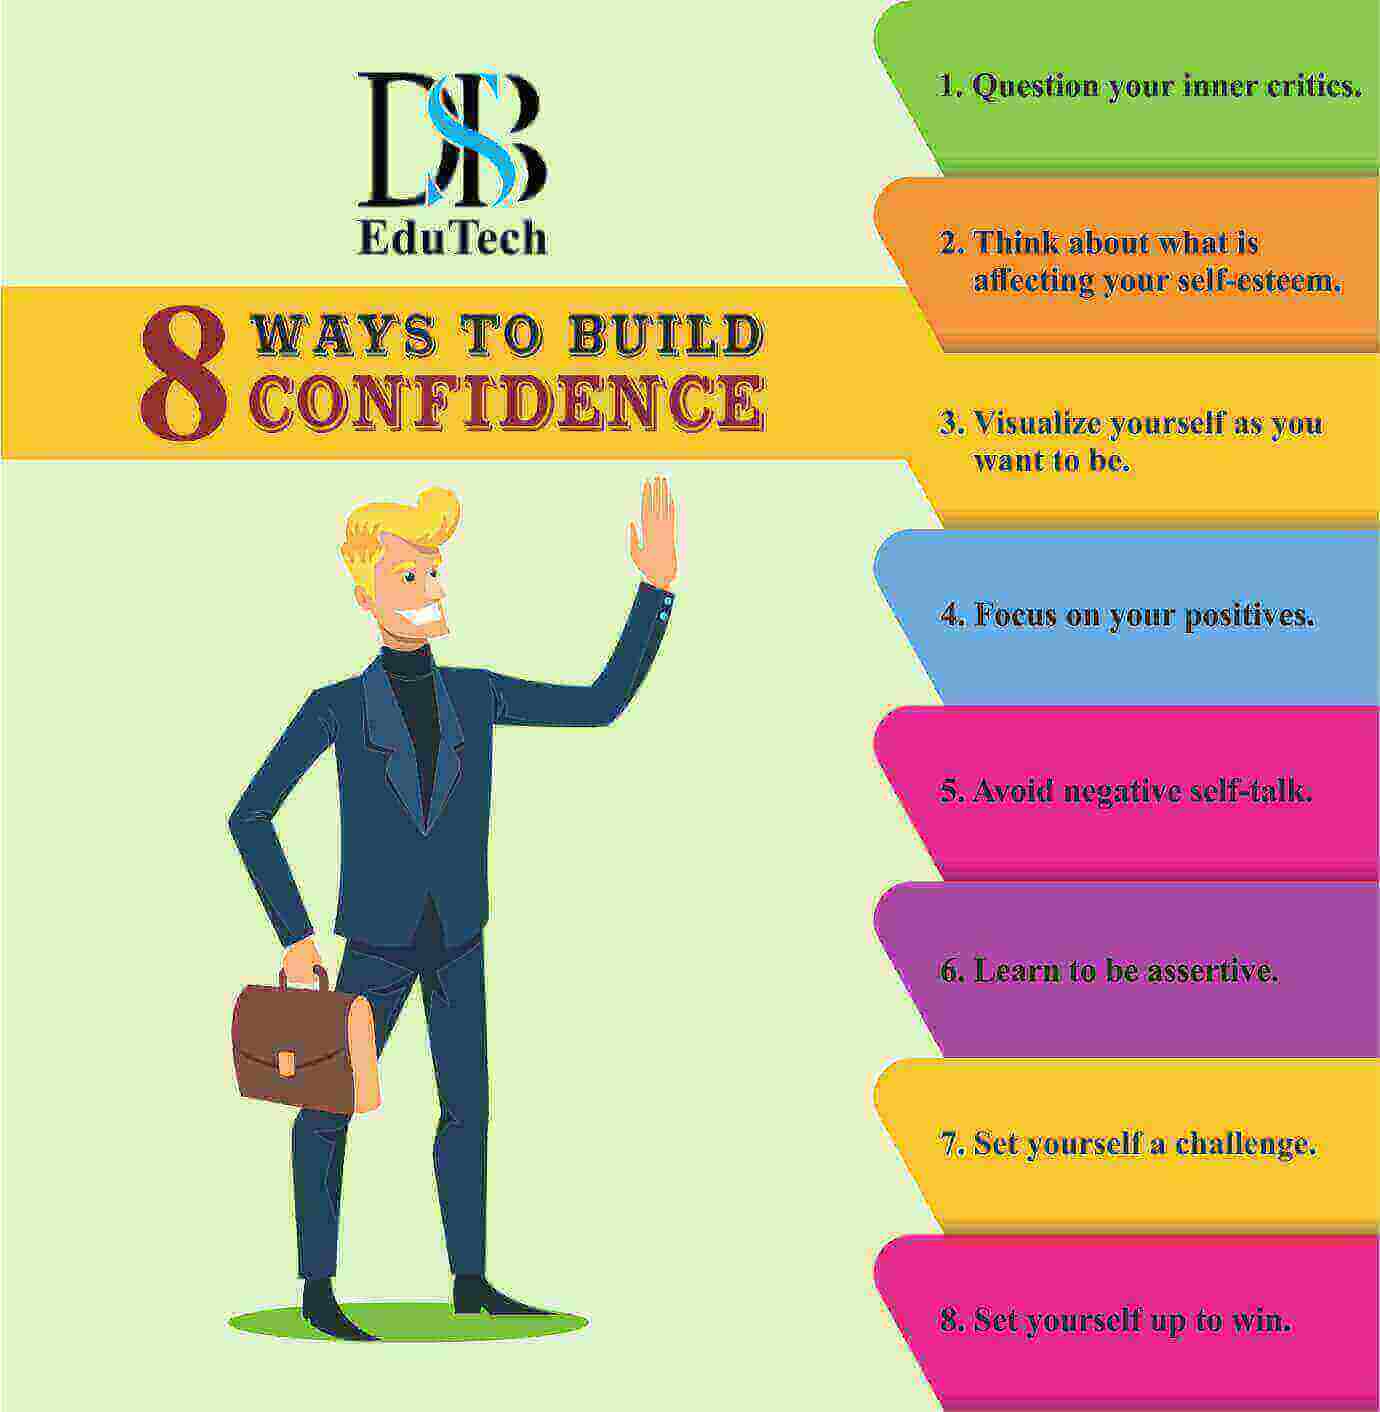 DSB
EduTech
8 WAYS TO BUILD
CONFIDENCE
1. Question your inner critics.
2. Think about what is
affecting your self-esteem.
3. Visualize yourself as you
want to be.
4. Focus on your positives.
5. Avoid negative self-talk.
6. Learn to be assertive.
7. Set yourself a challenge.
8. Set yourself up to win.